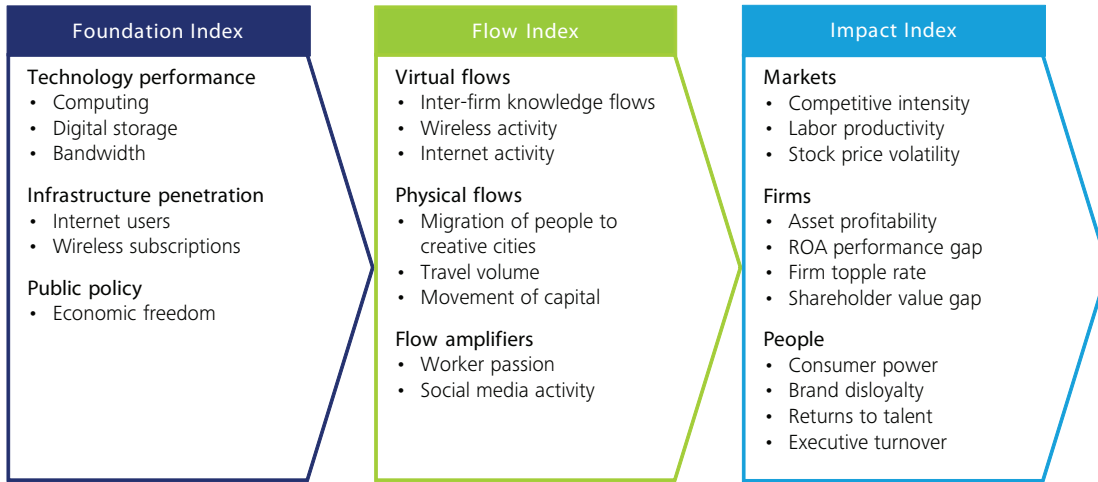 Foundation Index
Technology performance
• Computing
• Digital storage
• Bandwidth
Infrastructure penetration
• Internet users
• Wireless subscriptions
Public policy
• Economic freedom
Flow Index
Virtual flows
• Inter-firm knowledge flows
• Wireless activity
• Internet activity
Physical flows
• Migration of people to
creative cities
• Travel volume
• Movement of capital
Flow amplifiers
• Worker passion
• Social media activity
Impact Index
Markets
• Competitive intensity
• Labor productivity
• Stock price volatility
Firms
• Asset profitability
• ROA performance gap
• Firm topple rate
• Shareholder value gap
People
• Consumer power
• Brand disloyalty
• Returns to talent
• Executive turnover